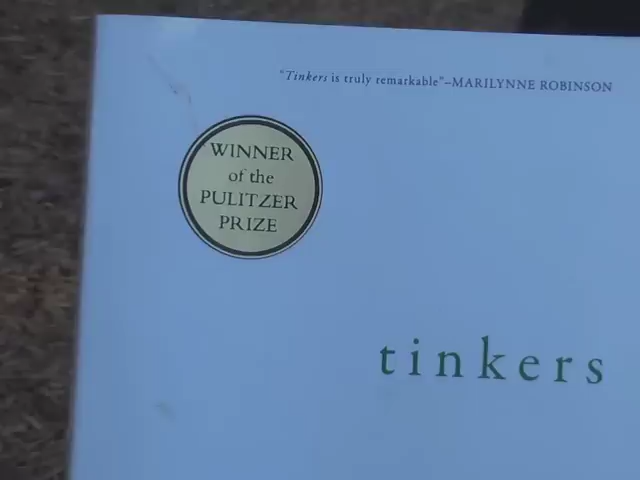 "Tinkers is truly remarkable"–MARILYNNE ROBINSON
WINNER
of the
PULITZER
PRIZE
tinkers